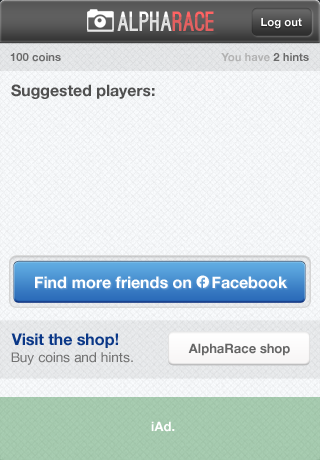 ALPHARACE
Log out
100 coins
You have 2 hints
Suggested players:
Find more friends on Facebook
Visit the shop!
Buy coins and hints.
AlphaRace shop
iAd.